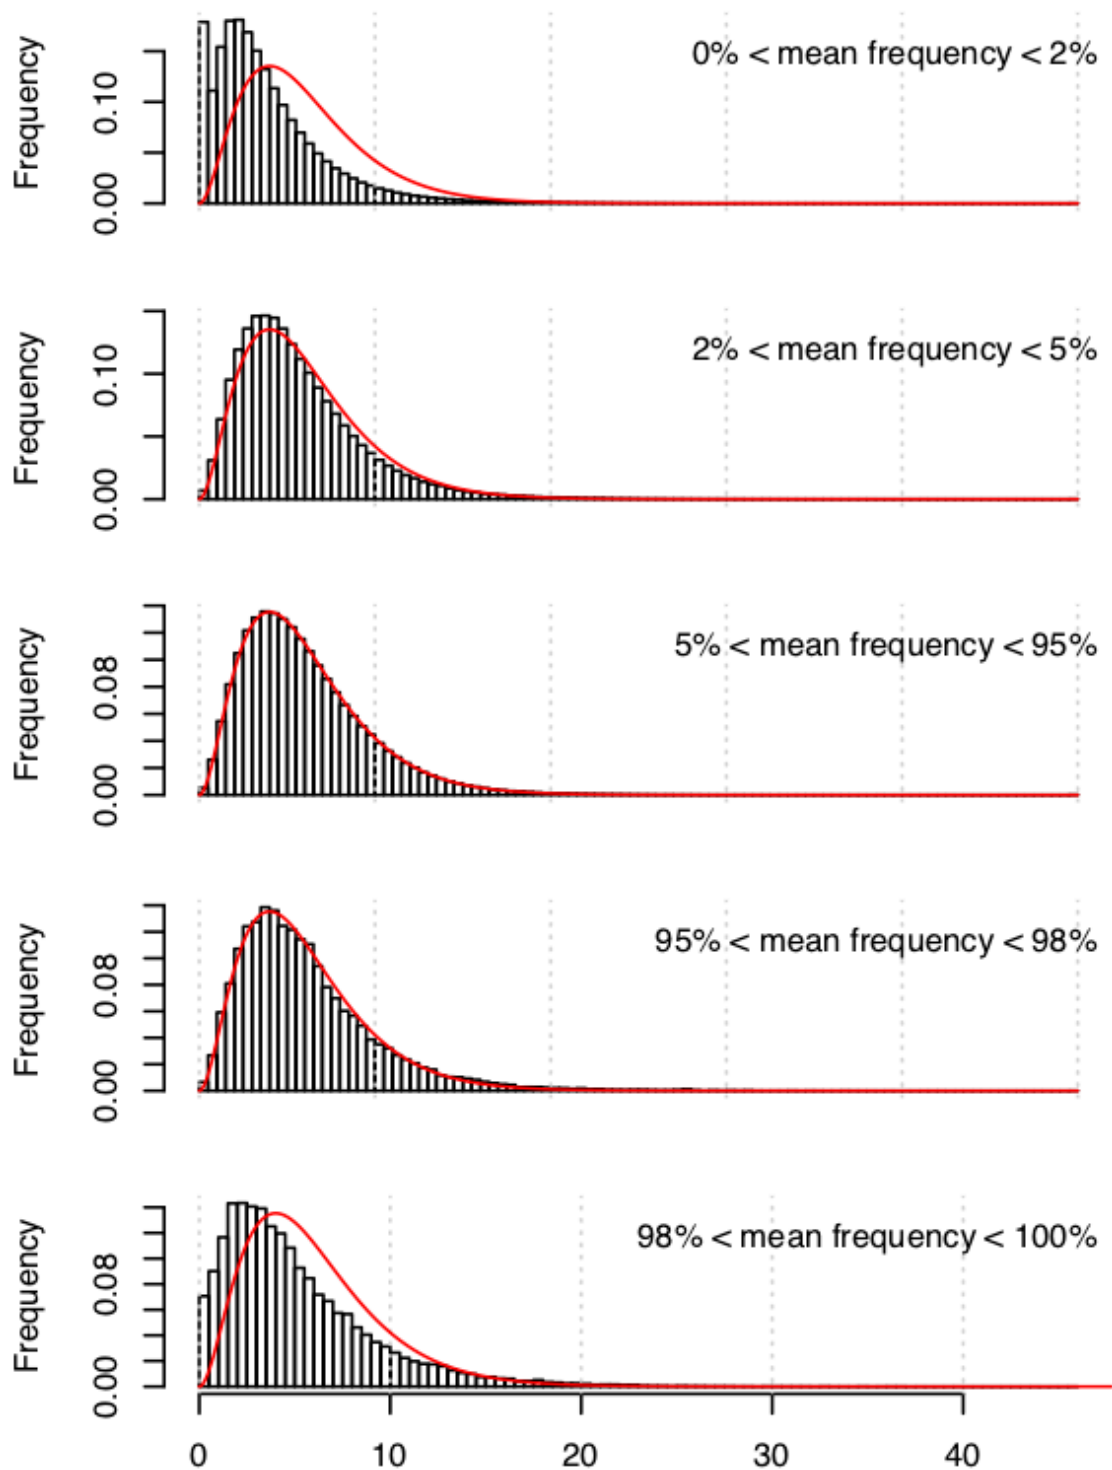 Frequency
0.00
0.10
0% < mean frequency < 2%
Frequency
0.00
0.10
2% < mean frequency < 5%
Frequency
0.00
0.08
5% < mean frequency < 95%
Frequency
0.00
0.08
95% < mean frequency < 98%
Frequency
0.00
0.08
98% < mean frequency < 100%
0 10 20 30 40